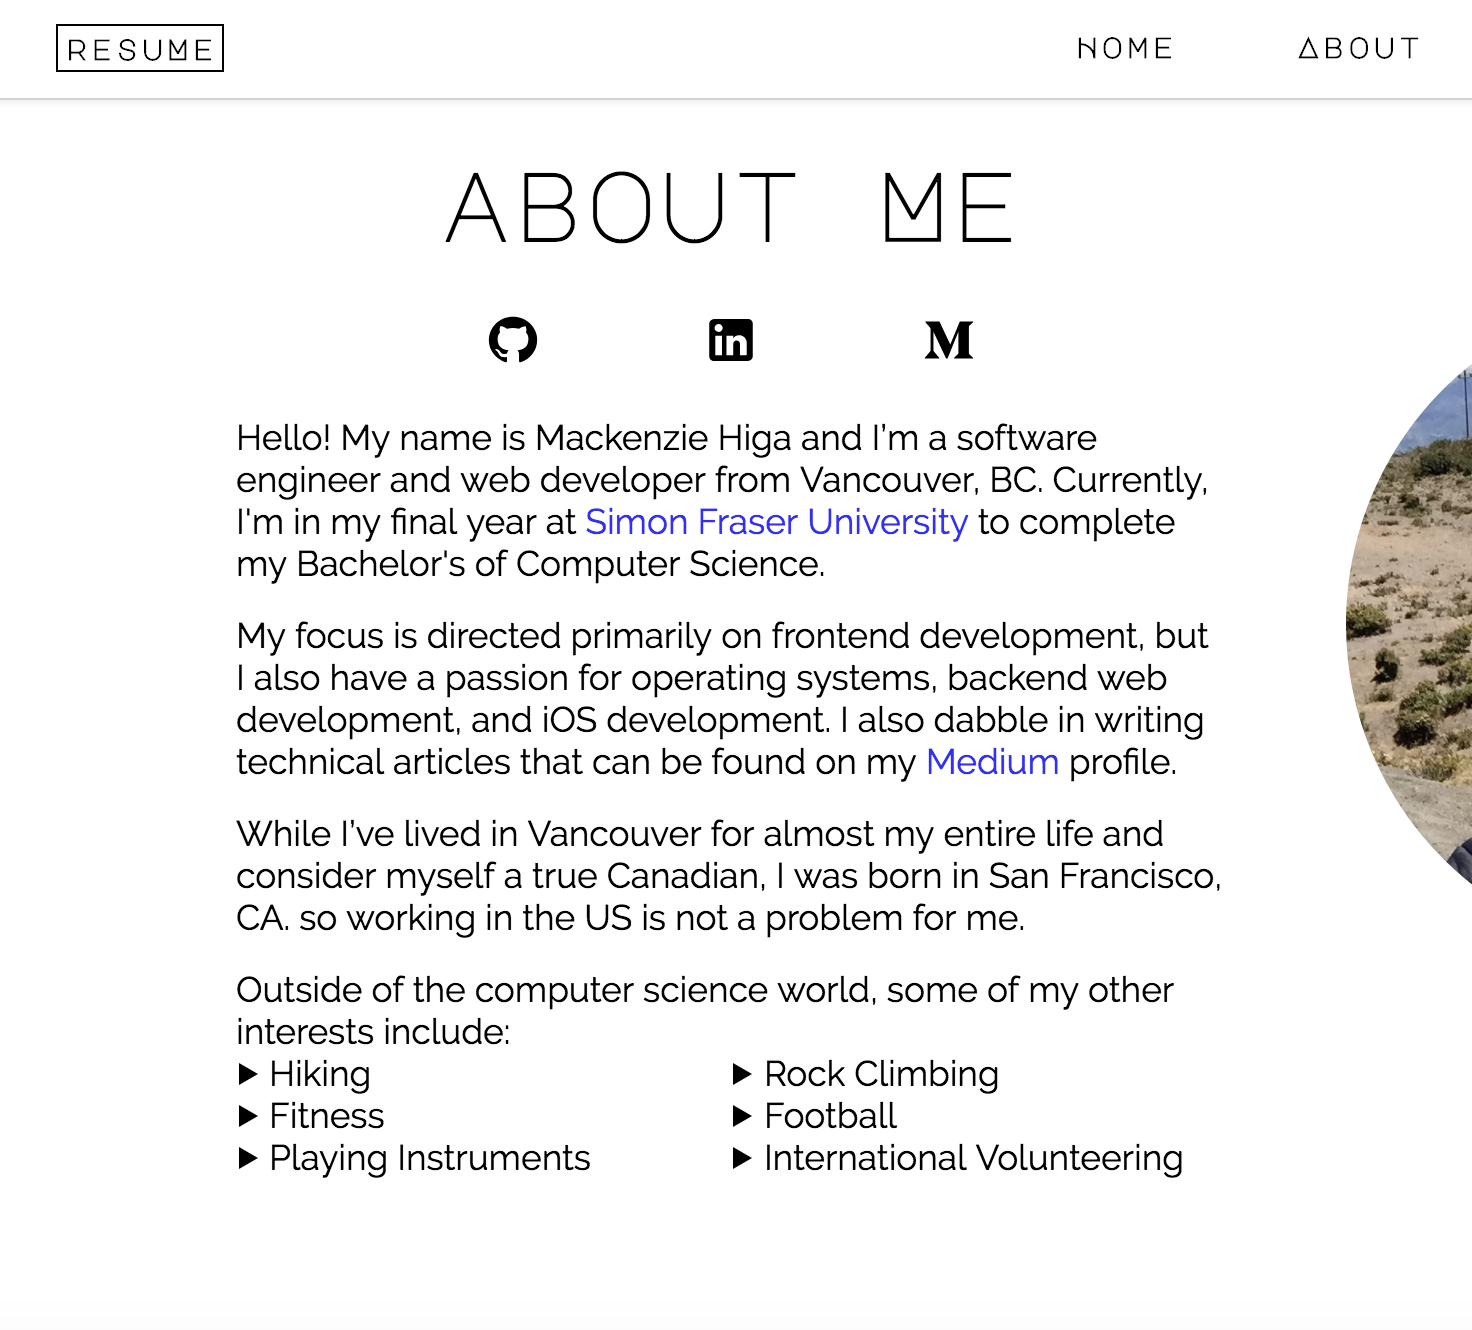 RESUME
HOME
ABOUT
ABOUT ME
in
M
Hello! My name is Mackenzie Higa and I’m a software
engineer and web developer from Vancouver, BC. Currently,
I'm in my final year at Simon Fraser University to complete
my Bachelor's of Computer Science.
My focus is directed primarily on frontend development, but
I also have a passion for operating systems, backend web
development, and iOS development. I also dabble in writing
technical articles that can be found on my Medium profile.
While I’ve lived in Vancouver for almost my entire life and
consider myself a true Canadian, I was born in San Francisco,
CA. so working in the US is not a problem for me.
Outside of the computer science world, some of my other
interests include:
Hiking
Fitness
Playing Instruments
Rock Climbing
Football
International Volunteering